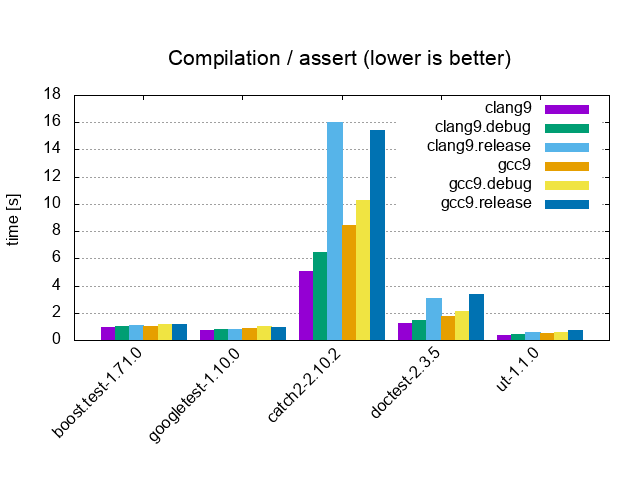 Compilation / assert (lower is better)
time [s]
18
16
14
12
10
8
6
4
2
0
clang9
clang9.debug
clang9.release
gcc9
gcc9.debug
gcc9.release
boost.test-1.71.0
googletest-1.10.0
catch2-2.10.2
doctest-2.3.5
ut-1.1.0